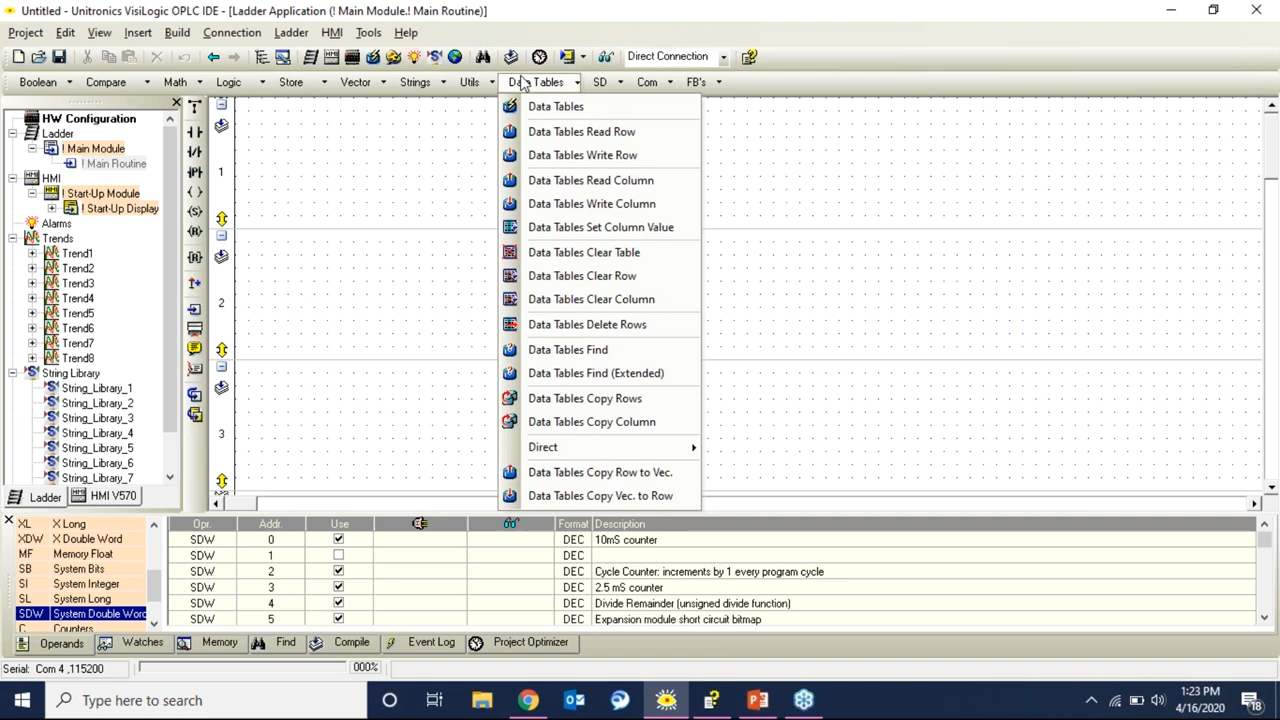 Untitled - Unitronics VisiLogic OPLC IDE - [Ladder Application (! Main Module.! Main Routine)]
Project Edit View Insert Build Connection Ladder HMI Tools Help
Direct Connection
Boolean Compare Math Logic Store Vector Strings Utils Data Tables SD Com FB's
HW Configuration
Ladder
! Main Module
! Main Routine
HMI
! Start-Up Module
! Start-Up Display
Alarms
Trends
Trend1
Trend2
Trend3
Trend4
Trend5
Trend6
Trend7
Trend8
String Library
String_Library_1
String_Library_2
String_Library_3
String_Library_4
String_Library_5
String_Library_6
String_Library_7
Ladder HMI V570
1
2
3
Data Tables
Data Tables Read Row
Data Tables Write Row
Data Tables Read Column
Data Tables Write Column
Data Tables Set Column Value
Data Tables Clear Table
Data Tables Clear Row
Data Tables Clear Column
Data Tables Delete Rows
Data Tables Find
Data Tables Find (Extended)
Data Tables Copy Rows
Data Tables Copy Column
Direct
Data Tables Copy Row to Vec.
Data Tables Copy Vec. to Row
XL X Long
XDW X Double Word
MF Memory Float
SB System Bits
SI System Integer
SL System Long
SDW System Double Word
C Counters
Opr. Addr. Use Format Description
SDW 0 DEC 10mS counter
SDW 1 DEC
SDW 2 DEC Cycle Counter: increments by 1 every program cycle
SDW 3 DEC 2.5 mS counter
SDW 4 DEC Divide Remainder (unsigned divide function)
SDW 5 DEC Expansion module short circuit bitmap
Operands Watches Memory Find Compile Event Log Project Optimizer
Serial: Com 4 ,115200 000%
Type here to search
1:23 PM
4/16/2020
18